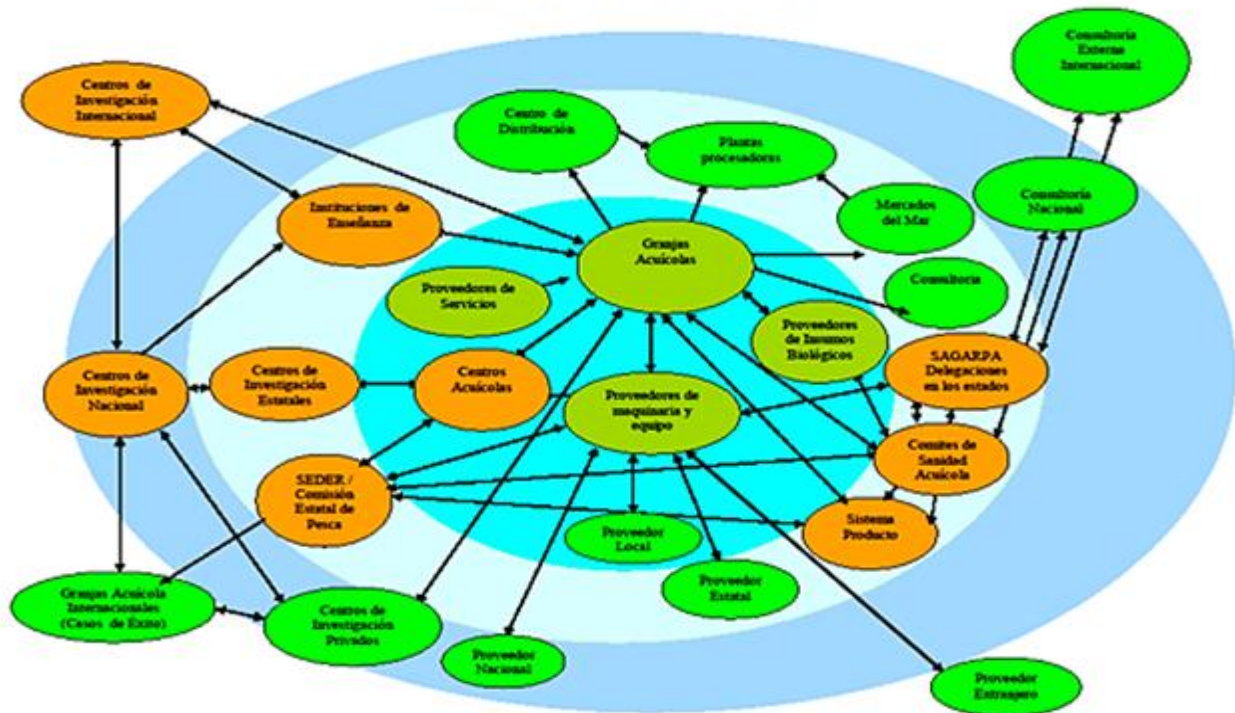 Consultoría
Externa
Internacional
Centros de
Investigación
Internacional
Centro de
Distribución
Plantas
procesadoras
Consultoría
Nacional
Instituciones de
Enseñanza
Mercados
del Mar
Granjas
Acuícolas
Consultoría
Proveedores de
Servicios
Proveedores
de Insumos
Biológicos
SAGARPA
Delegaciones
en los estados
Centros de
Investigación
Nacional
Centros de
Investigación
Estatales
Centros
Acuícolas
Proveedores de
maquinaria y
equipo
Comites de
Sanidad
Acuícola
SEDER /
Comisión
Estatal de
Pesca
Sistema
Producto
Proveedor
Local
Proveedor
Estatal
Granjas Acuícola
Internacionales
(Casos de Éxito)
Centros de
Investigación
Privados
Proveedor
Nacional
Proveedor
Extranjero